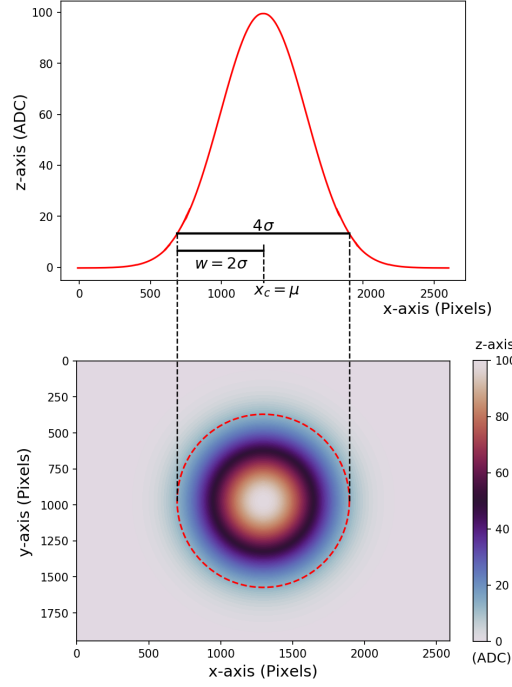 100
80
60
40
20
0
z-axis (ADC)
4σ
w = 2σ
x_c = μ
0 500 1000 2000 2500
x-axis (Pixels)
z-axis
0
250
500
750
1000
1250
1500
1750
y-axis (Pixels)
0 500 1000 1500 2000 2500
x-axis (Pixels)
100
80
60
40
20
0
(ADC)